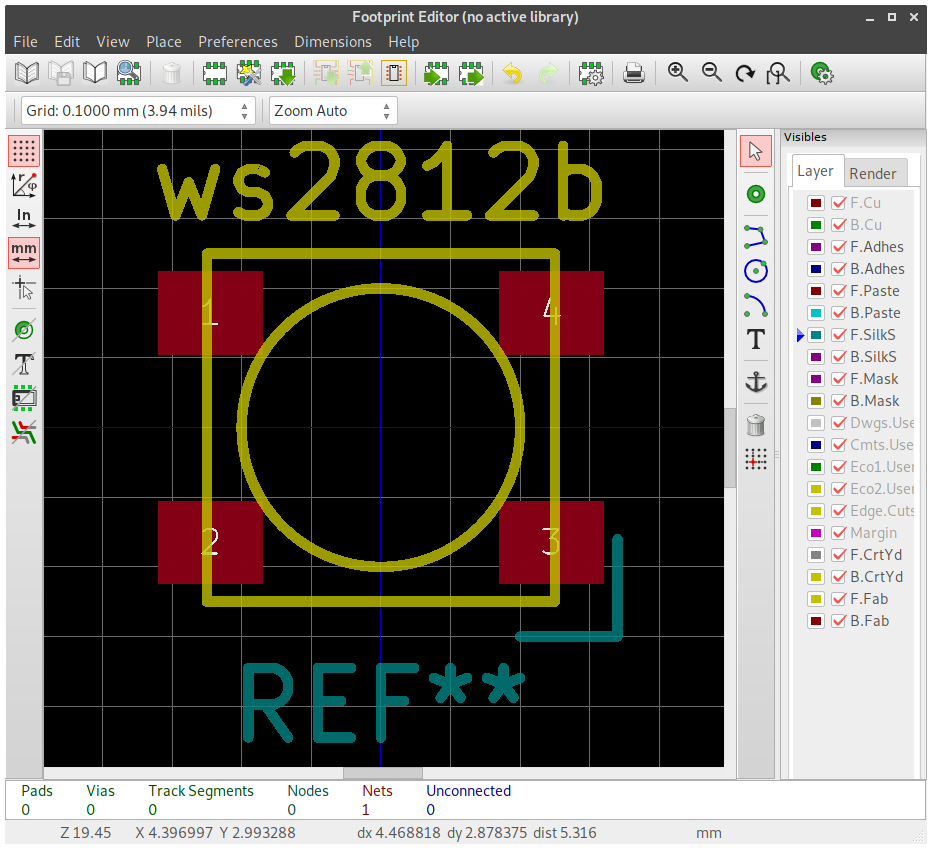 Footprint Editor (no active library)
File Edit View Place Preferences Dimensions Help
Grid: 0.1000 mm (3.94 mils) Zoom Auto
r φ
In
mm
T
ws2812b
1 4
2 3
REF**
T
Visibles
Layer Render
F.Cu
B.Cu
F.Adhes
B.Adhes
F.Paste
B.Paste
F.SilkS
B.SilkS
F.Mask
B.Mask
Dwgs.Use
Cmts.Use
Eco1.User
Eco2.User
Edge.Cuts
Margin
F.CrtYd
B.CrtYd
F.Fab
B.Fab
Pads Vias Track Segments Nodes Nets Unconnected
0 0 0 0 1 0
Z 19.45 X 4.396997 Y 2.993288 dx 4.468818 dy 2.878375 dist 5.316 mm